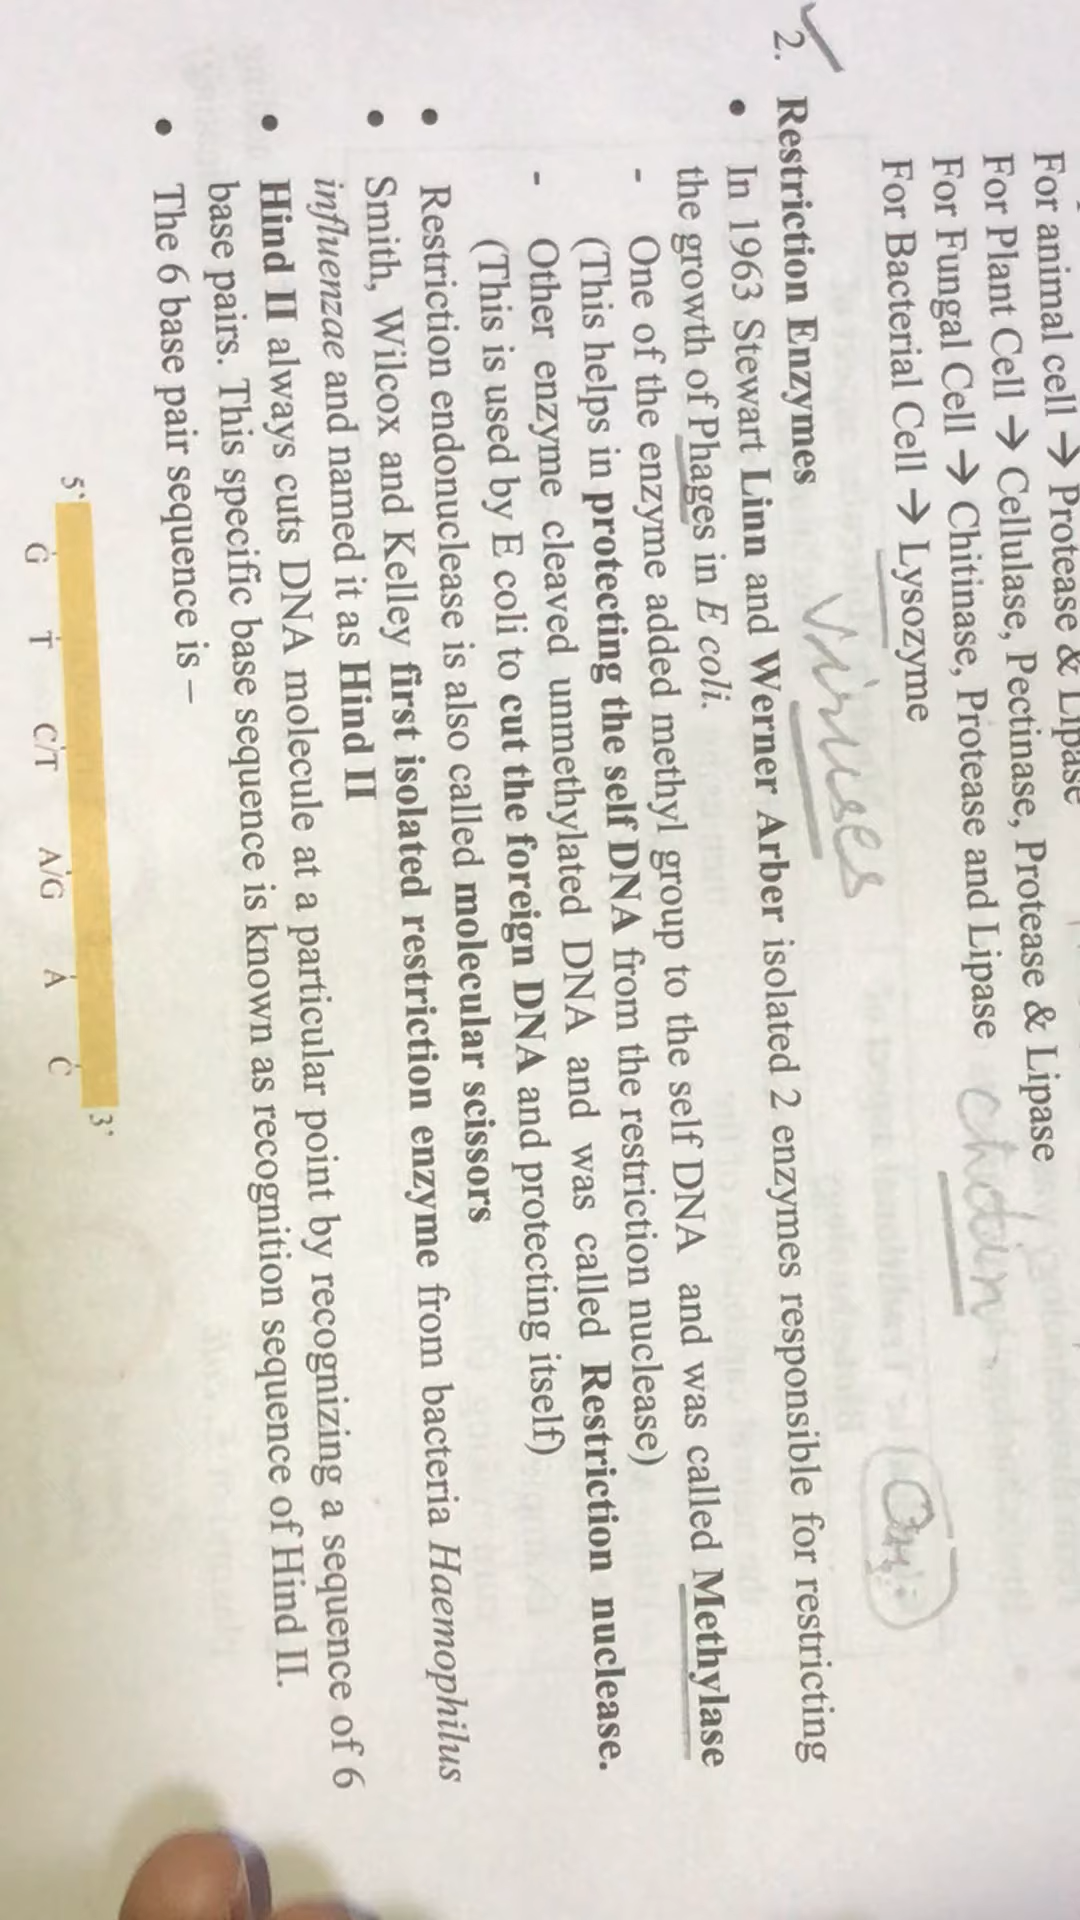 For animal cell → Protease & Lipase
For Plant Cell → Cellulase, Pectinase, Protease & Lipase
For Fungal Cell → Chitinase, Protease and Lipase
chitin
For Bacterial Cell → Lysozyme
viruses
2. Restriction Enzymes
• In 1963 Stewart Linn and Werner Arber isolated 2 enzymes responsible for restricting
the growth of Phages in E coli.
- One of the enzyme added methyl group to the self DNA and was called Methylase
(This helps in protecting the self DNA from the restriction nuclease)
- Other enzyme cleaved unmethylated DNA and was called Restriction nuclease.
(This is used by E coli to cut the foreign DNA and protecting itself)
• Restriction endonuclease is also called molecular scissors
• Smith, Wilcox and Kelley first isolated restriction enzyme from bacteria Haemophilus
influenzae and named it as Hind II
• Hind II always cuts DNA molecule at a particular point by recognizing a sequence of 6
base pairs. This specific base sequence is known as recognition sequence of Hind II.
• The 6 base pair sequence is –
5' 3'
G T C/T A/G A C